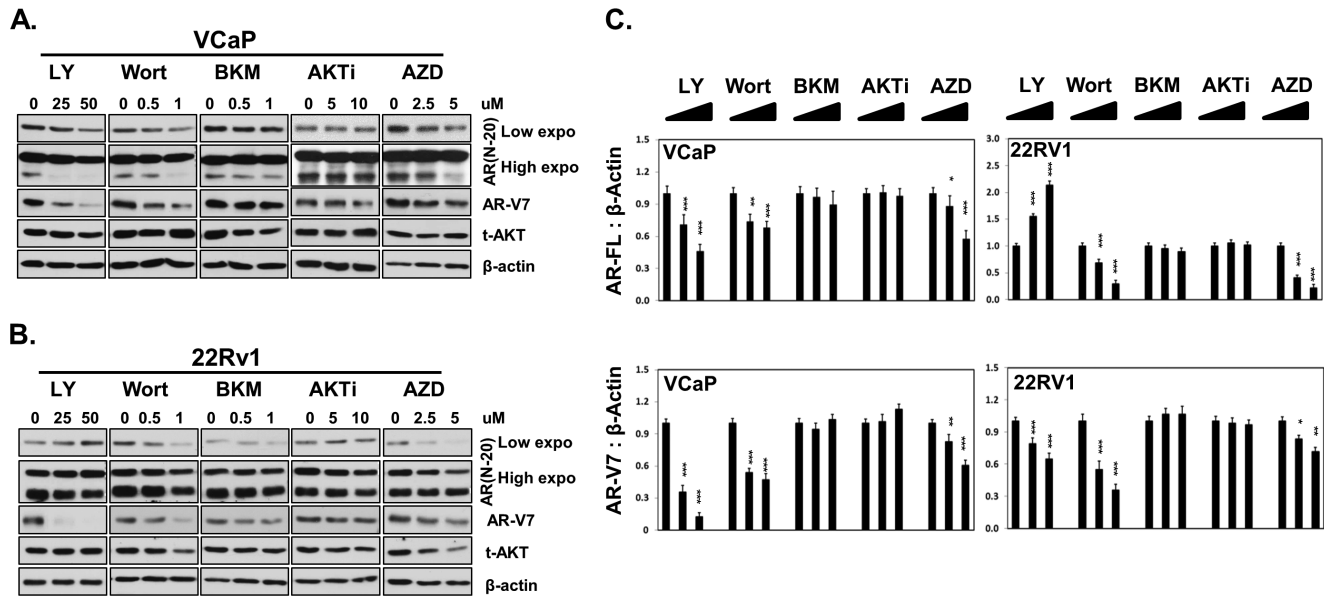 A.
VCaP
LY Wort BKM AKTi AZD
0 25 50 0 0.5 1 0 0.5 1 0 5 10 0 2.5 5 uM
AR(N-20)
Low expo
High expo
AR-V7
t-AKT
β-actin
B.
22Rv1
LY Wort BKM AKTi AZD
0 25 50 0 0.5 1 0 0.5 1 0 5 10 0 2.5 5 uM
AR(N-20)
Low expo
High expo
AR-V7
t-AKT
β-actin
C.
LY Wort BKM AKTi AZD
LY Wort BKM AKTi AZD
AR-FL : β-Actin
VCaP
1.5
1.2
0.9
0.6
0.3
0.0
*** *** ** *** * ***
22RV1
3.0
2.5
2.0
1.5
1.0
0.5
0.0
*** *** *** *** *** ***
AR-V7 : β-Actin
VCaP
1.5
1.2
0.9
0.6
0.3
0
*** *** *** *** ** ***
22RV1
1.5
1.2
0.9
0.6
0.3
0.0
*** *** *** *** * **